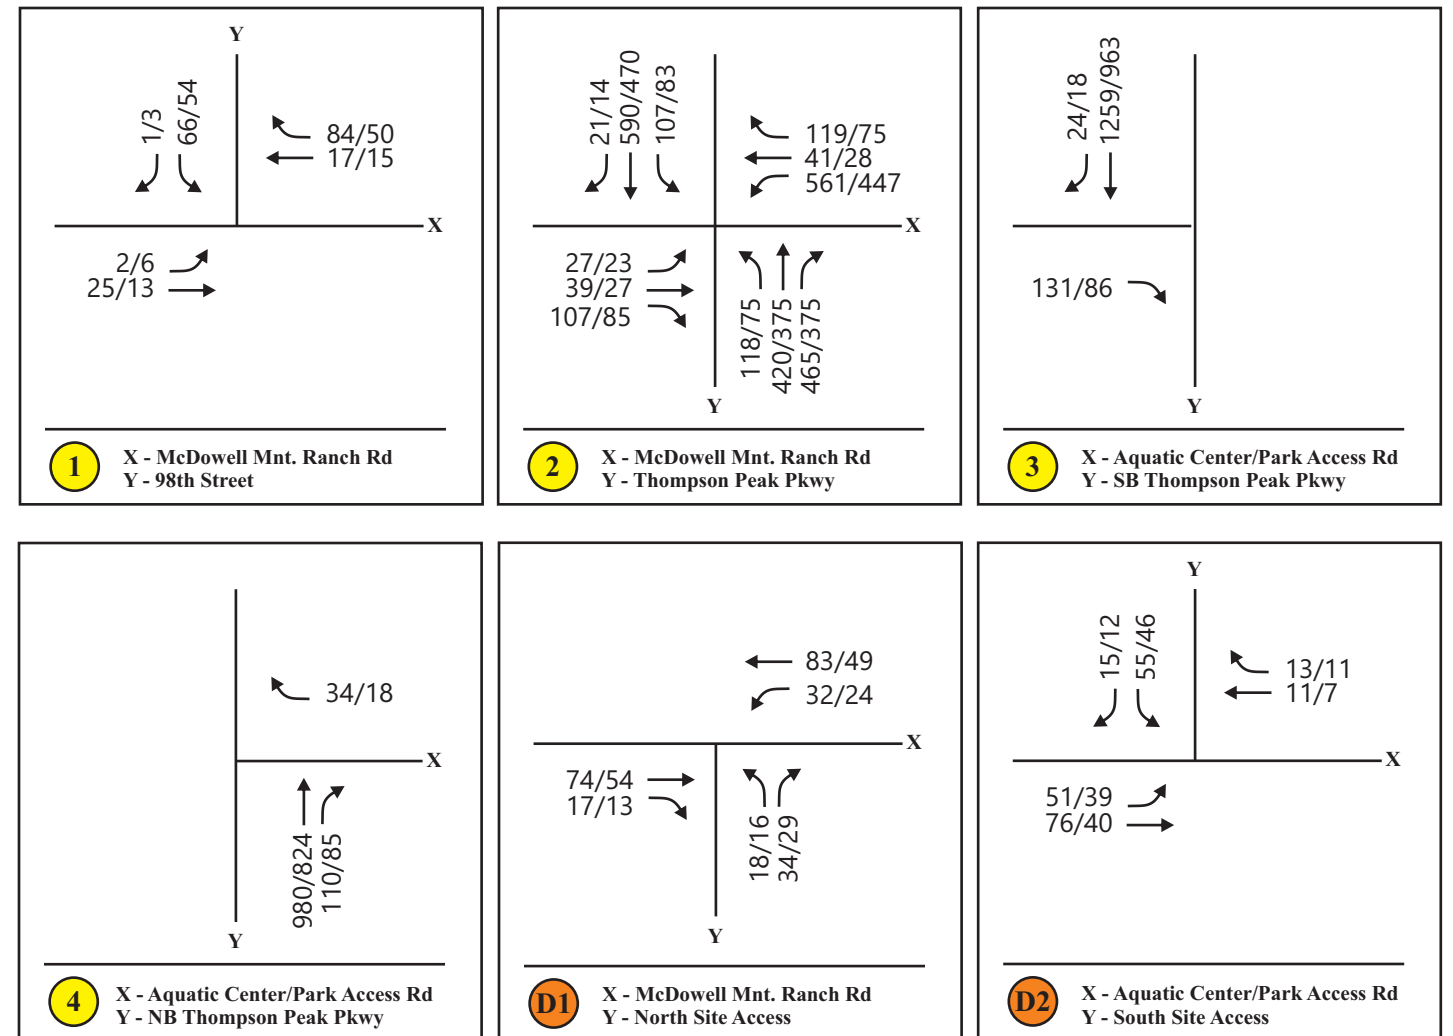 Y
1/3
66/54
84/50
17/15
X
2/6
25/13
1
X - McDowell Mnt. Ranch Rd
Y - 98th Street
21/14
590/470
107/83
119/75
41/28
561/447
X
27/23
39/27
107/85
118/75
420/375
465/375
Y
2
X - McDowell Mnt. Ranch Rd
Y - Thompson Peak Pkwy
24/18
1259/963
131/86
Y
3
X - Aquatic Center/Park Access Rd
Y - SB Thompson Peak Pkwy
34/18
X
980/824
110/85
Y
4
X - Aquatic Center/Park Access Rd
Y - NB Thompson Peak Pkwy
83/49
32/24
X
74/54
17/13
18/16
34/29
Y
D1
X - McDowell Mnt. Ranch Rd
Y - North Site Access
Y
15/12
55/46
13/11
11/7
X
51/39
76/40
D2
X - Aquatic Center/Park Access Rd
Y - South Site Access